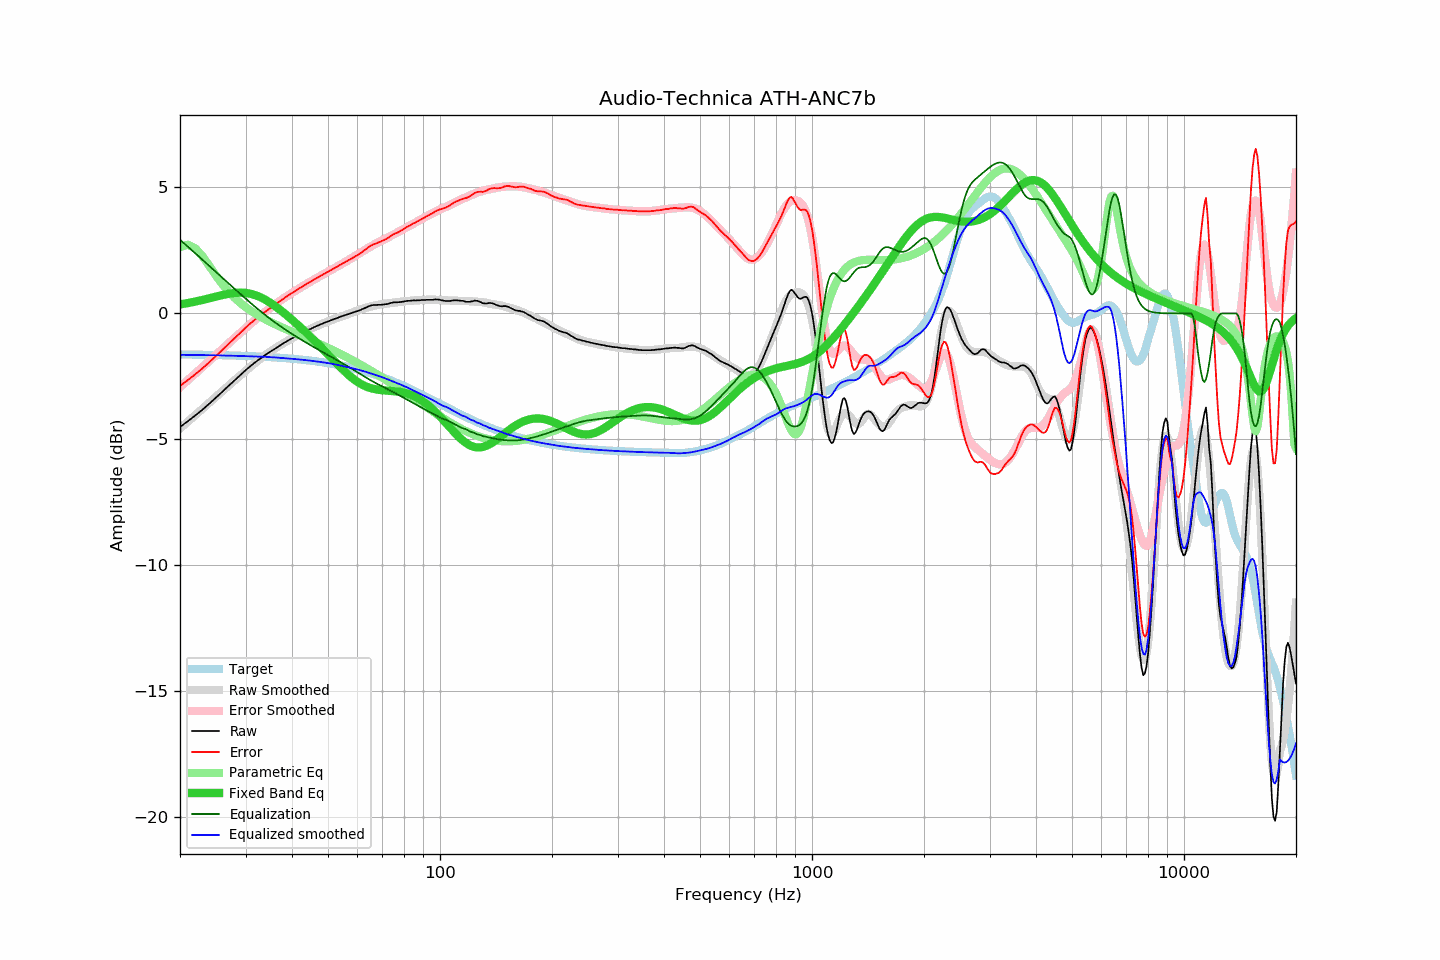 Audio-Technica ATH-ANC7b
Amplitude (dBr)
5
0
−5
−10
−15
−20
Target
Raw Smoothed
Error Smoothed
Raw
Error
Parametric Eq
Fixed Band Eq
Equalization
Equalized smoothed
100 1000 10000
Frequency (Hz)